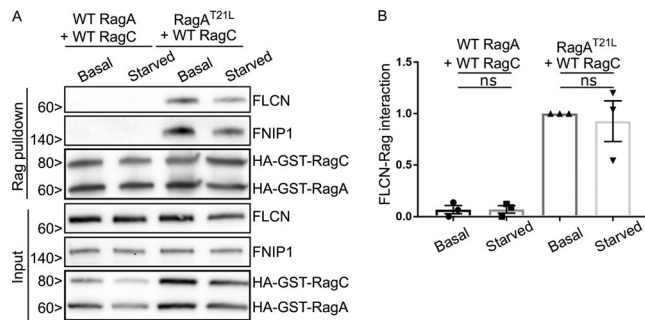 A
WT RagA
+ WT RagC
RagA^T21L
+ WT RagC
Basal
Starved
Basal
Starved
Rag pulldown
60>
FLCN
140>
FNIP1
80>
HA-GST-RagC
60>
HA-GST-RagA
Input
60>
FLCN
140>
FNIP1
80>
HA-GST-RagC
60>
HA-GST-RagA
B
FLCN-Rag interaction
1.5
1.0
0.5
0.0
WT RagA
+ WT RagC
ns
RagA^T21L
+ WT RagC
ns
Basal
Starved
Basal
Starved